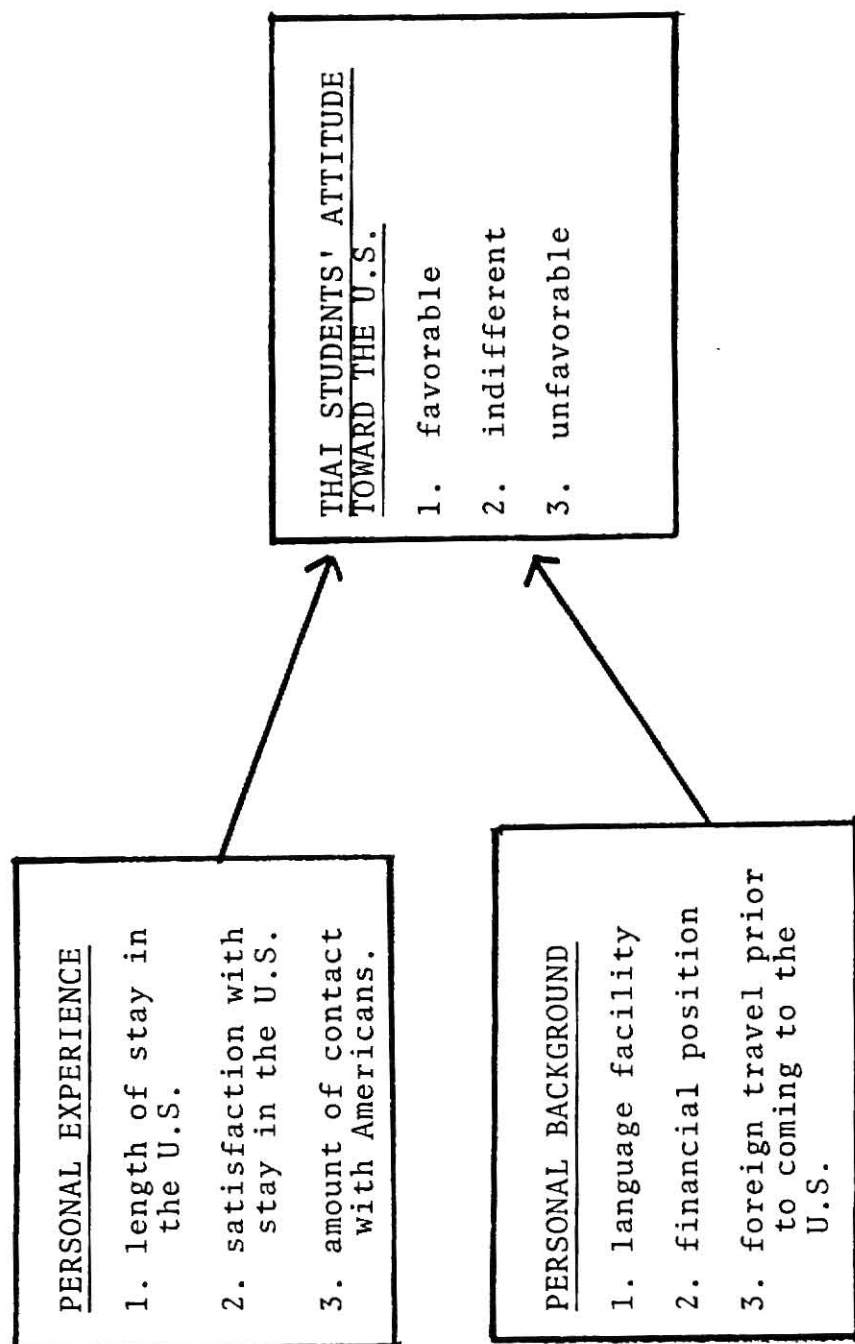 PERSONAL EXPERIENCE
1. length of stay in
the U.S.
2. satisfaction with
stay in the U.S.
3. amount of contact
with Americans.
PERSONAL BACKGROUND
1. language facility
2. financial position
3. foreign travel prior
to coming to the
U.S.
THAI STUDENTS' ATTITUDE
TOWARD THE U.S.
1. favorable
2. indifferent
3. unfavorable